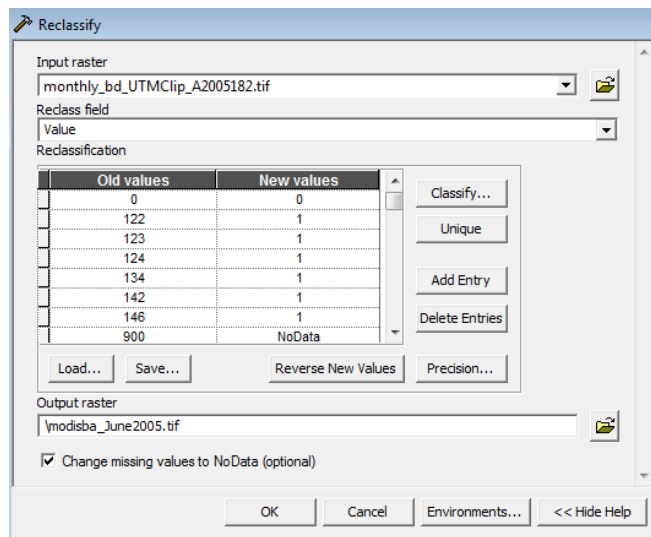 Reclassify
Input raster
monthly_bd_UTMClip_A2005182.tif
Reclass field
Value
Reclassification
Old values New values
0 0
122 1
123 1
124 1
134 1
142 1
146 1
900 NoData
Classify...
Unique
Add Entry
Delete Entries
Load... Save... Reverse New Values Precision...
Output raster
\modisba_June2005.tif
Change missing values to NoData (optional)
OK Cancel Environments... << Hide Help